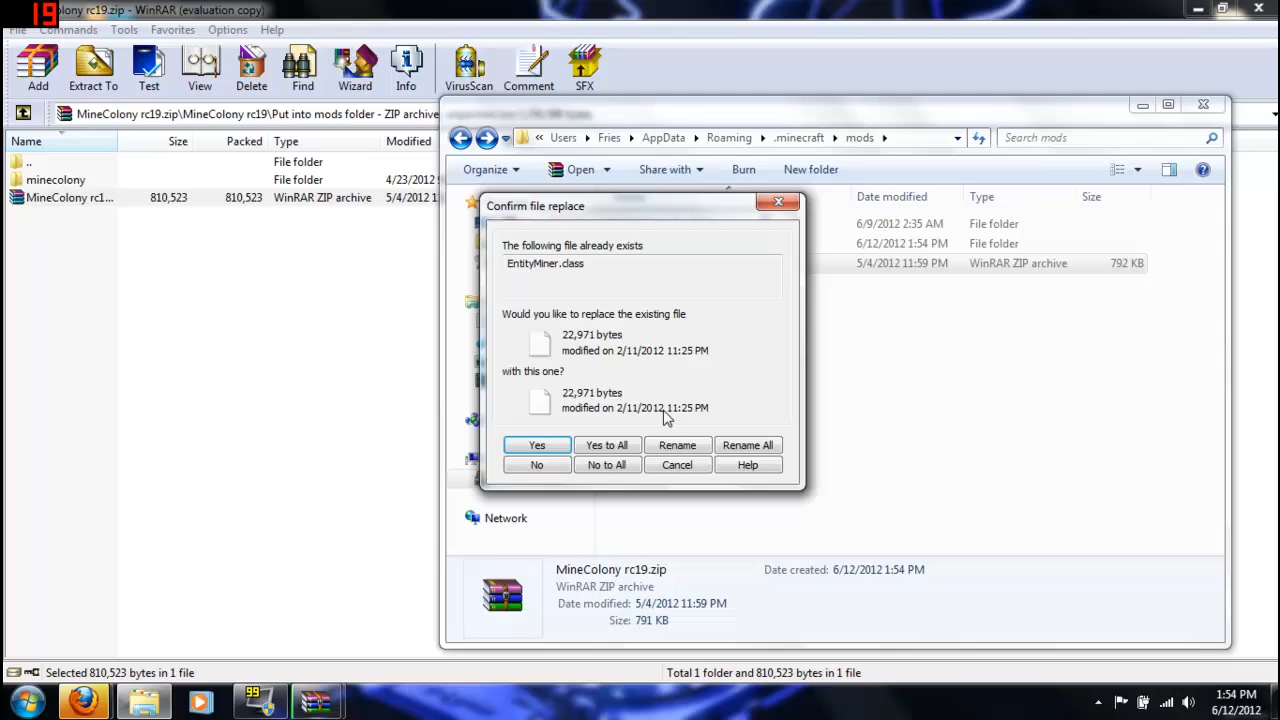 19
olony rc19.zip - WinRAR (evaluation copy)
File Commands Tools Favorites Options Help
Add Extract To Test View Delete Find Wizard Info VirusScan Comment SFX
MineColony rc19.zip\MineColony rc19\Put into mods folder - ZIP archive
Name Size Packed Type Modified
.. File folder
minecolony File folder 4/23/2012
MineColony rc1... 810,523 810,523 WinRAR ZIP archive 5/4/2012 1
« Users Fries AppData Roaming .minecraft mods
Search mods
Organize Open Share with Burn New folder
Date modified Type Size
6/9/2012 2:35 AM File folder
6/12/2012 1:54 PM File folder
5/4/2012 11:59 PM WinRAR ZIP archive 792 KB
Confirm file replace
The following file already exists
EntityMiner.class
Would you like to replace the existing file
22,971 bytes
modified on 2/11/2012 11:25 PM
with this one?
22,971 bytes
modified on 2/11/2012 11:25 PM
Yes Yes to All Rename Rename All
No No to All Cancel Help
Network
MineColony rc19.zip Date created: 6/12/2012 1:54 PM
WinRAR ZIP archive
Date modified: 5/4/2012 11:59 PM
Size: 791 KB
Selected 810,523 bytes in 1 file
Total 1 folder and 810,523 bytes in 1 file
99
1:54 PM
6/12/2012